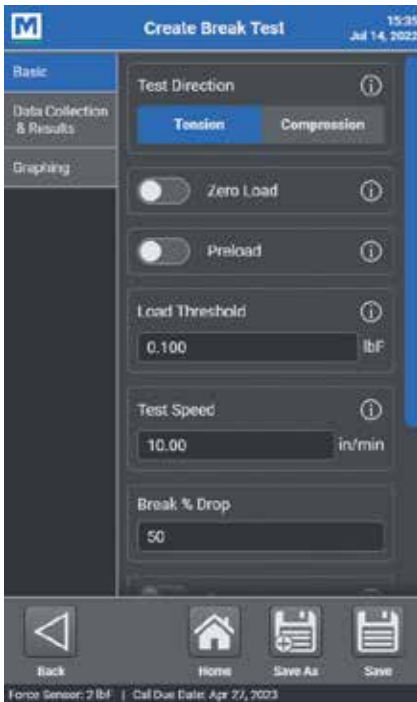 M
Create Break Test
15:35
Jul 14, 2022
Basic
Data Collection
& Results
Graphing
Test Direction
Tension
Compression
Zero Load
Preload
Load Threshold
0.100
lbF
Test Speed
10.00
in/min
Break % Drop
50
Back
Home
Save As
Save
Force Sensor: 2 lbF | Cal Due Date: Apr 27, 2023